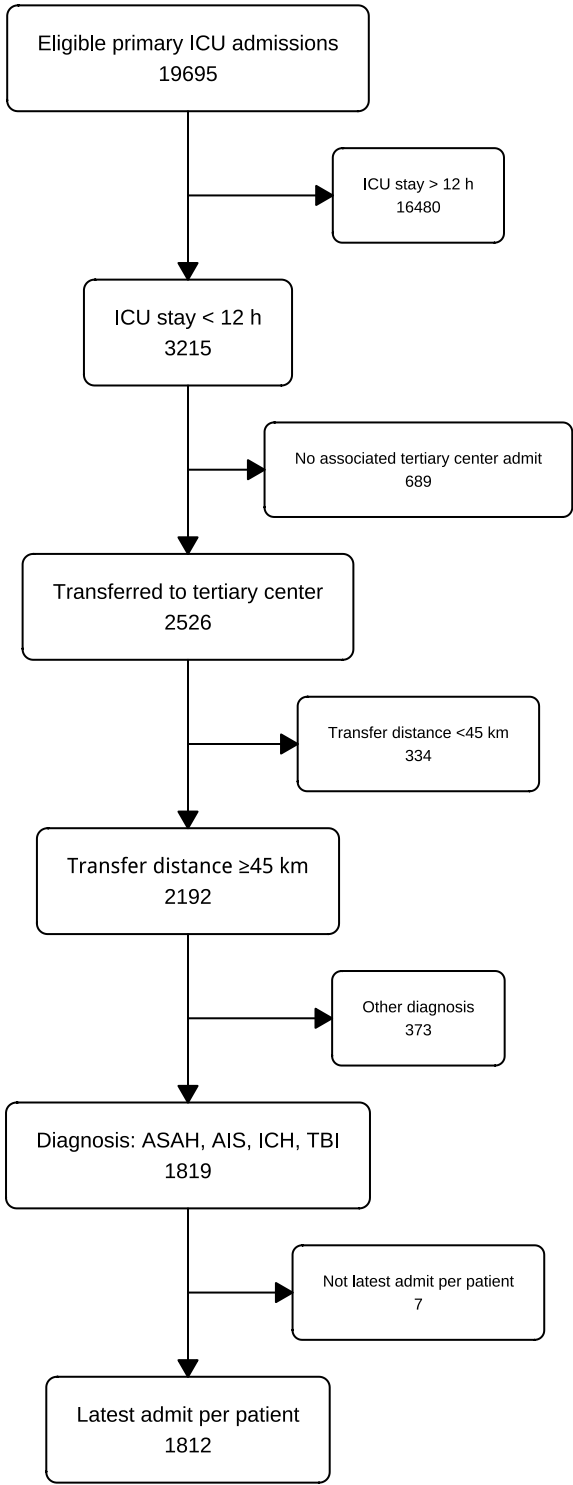 Eligible primary ICU admissions
19695
ICU stay > 12 h
16480
ICU stay < 12 h
3215
No associated tertiary center admit
689
Transferred to tertiary center
2526
Transfer distance <45 km
334
Transfer distance ≥45 km
2192
Other diagnosis
373
Diagnosis: ASAH, AIS, ICH, TBI
1819
Not latest admit per patient
7
Latest admit per patient
1812